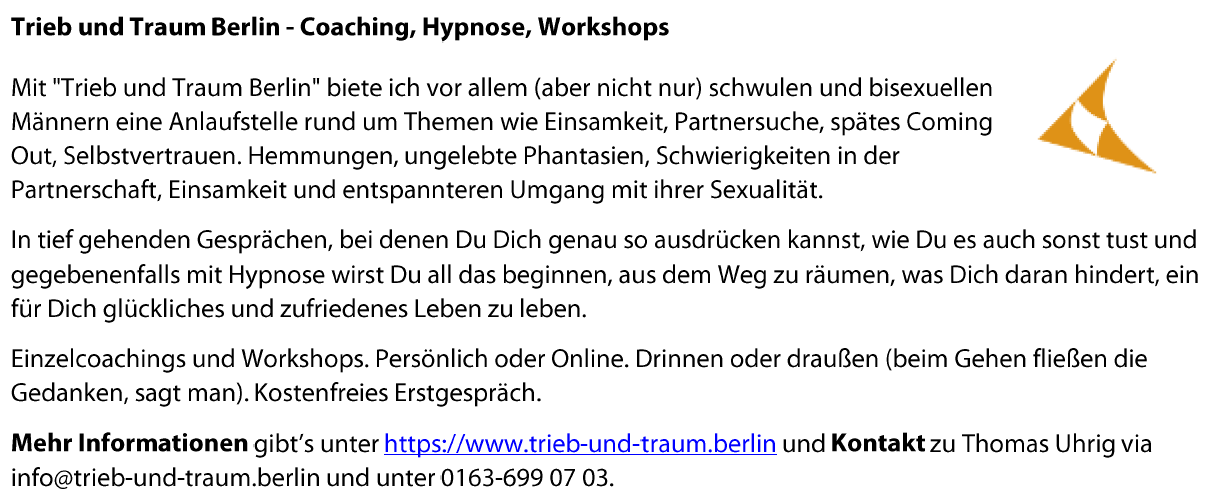 Trieb und Traum Berlin - Coaching, Hypnose, Workshops
Mit "Trieb und Traum Berlin" biete ich vor allem (aber nicht nur) schwulen und bisexuellen
Männern eine Anlaufstelle rund um Themen wie Einsamkeit, Partnersuche, spätes Coming
Out, Selbstvertrauen. Hemmungen, ungelebte Phantasien, Schwierigkeiten in der
Partnerschaft, Einsamkeit und entspannteren Umgang mit ihrer Sexualität.
In tief gehenden Gesprächen, bei denen Du Dich genau so ausdrücken kannst, wie Du es auch sonst tust und
gegebenenfalls mit Hypnose wirst Du all das beginnen, aus dem Weg zu räumen, was Dich daran hindert, ein
für Dich glückliches und zufriedenes Leben zu leben.
Einzelcoachings und Workshops. Persönlich oder Online. Drinnen oder draußen (beim Gehen fließen die
Gedanken, sagt man). Kostenfreies Erstgespräch.
Mehr Informationen gibt's unter https://www.trieb-und-traum.berlin und Kontakt zu Thomas Uhrig via
info@trieb-und-traum.berlin und unter 0163-699 07 03.